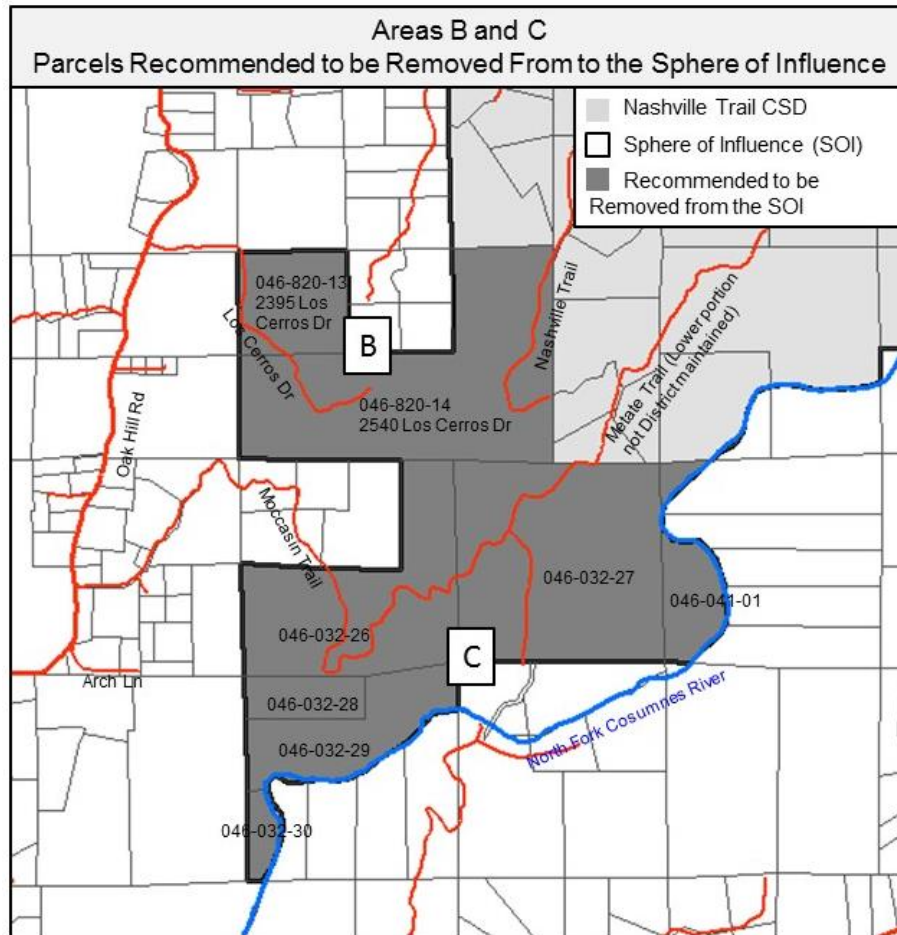 Areas B and C
Parcels Recommended to be Removed From to the Sphere of Influence
Nashville Trail CSD
Sphere of Influence (SOI)
Recommended to be
Removed from the SOI
046-820-13
2395 Los
Cerros Dr
Los Cerros Dr
B
Nashville Trail
Metate Trail (Lower portion
not District maintained)
046-820-14
2540 Los Cerros Dr
Oak Hill Rd
Moccasin Trail
046-032-27
046-041-01
046-032-26
C
Arch Ln
046-032-28
North Fork Cosumnes River
046-032-29
046-032-30